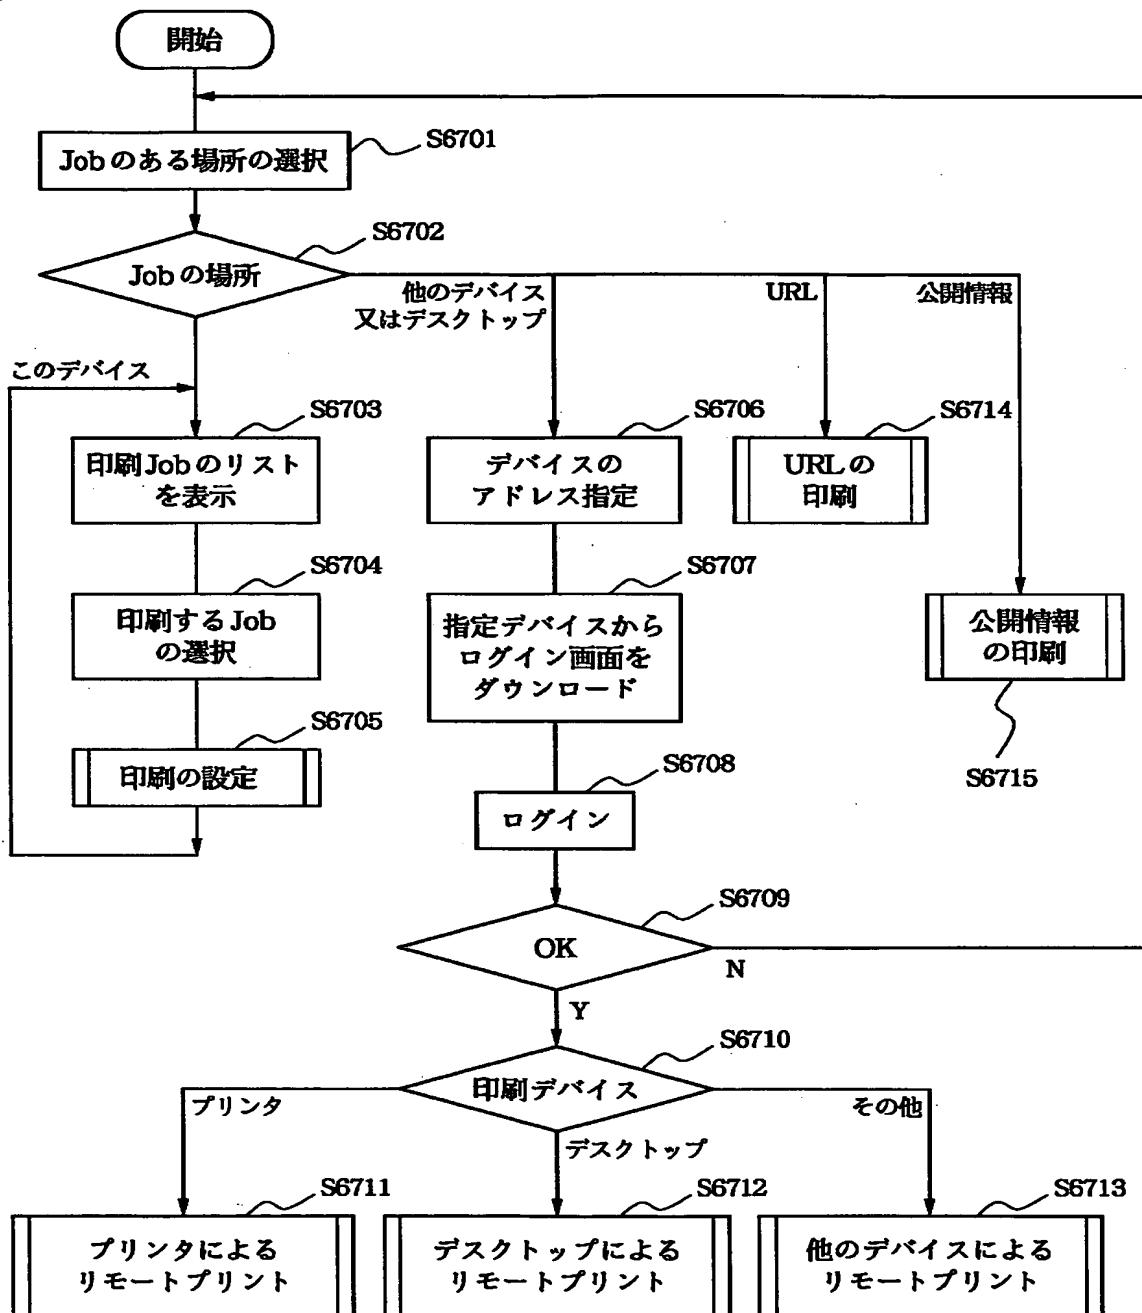 開始
Jobのある場所の選択
S6701
Jobの場所
S6702
他のデバイス
又はデスクトップ
URL
公開情報
このデバイス
S6703
印刷Jobのリスト
を表示
S6706
デバイスの
アドレス指定
S6714
URLの
印刷
S6704
印刷するJob
の選択
S6707
指定デバイスから
ログイン画面を
ダウンロード
公開情報
の印刷
S6715
S6705
印刷の設定
S6708
ログイン
S6709
OK
N
Y
S6710
印刷デバイス
プリンタ
デスクトップ
その他
S6711
プリンタによる
リモートプリント
S6712
デスクトップによる
リモートプリント
S6713
他のデバイスによる
リモートプリント